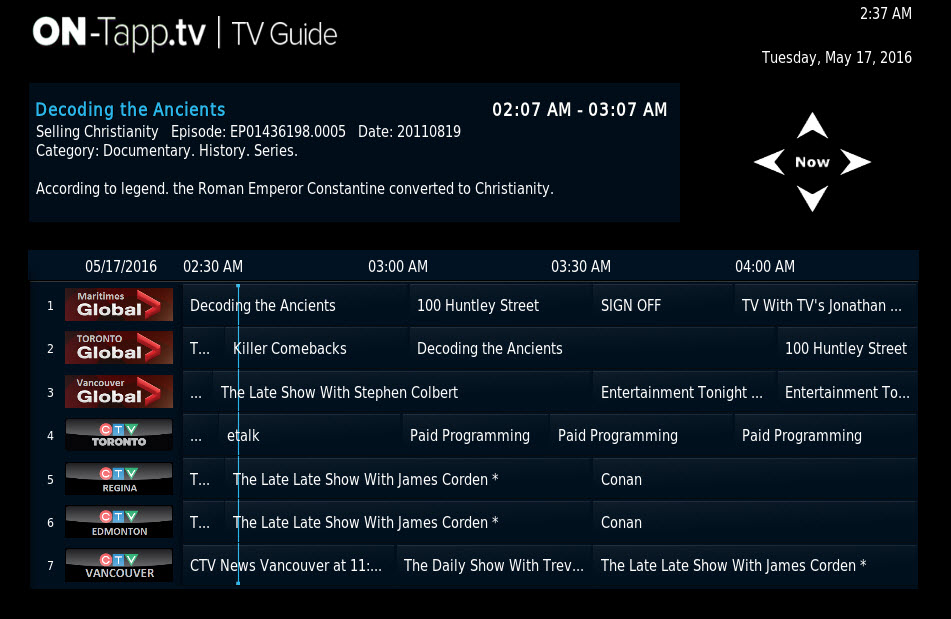 2:37 AM
ON-Tapp.tv | TV Guide
Tuesday, May 17, 2016
Decoding the Ancients 02:07 AM - 03:07 AM
Selling Christianity Episode: EP01436198.0005 Date: 20110819
Category: Documentary. History. Series.
According to legend. the Roman Emperor Constantine converted to Christianity.
Now
05/17/2016 02:30 AM 03:00 AM 03:30 AM 04:00 AM
1 Maritimes Global Decoding the Ancients 100 Huntley Street SIGN OFF TV With TV's Jonathan ...
2 TORONTO Global T... Killer Comebacks Decoding the Ancients 100 Huntley Street
3 Vancouver Global ... The Late Show With Stephen Colbert Entertainment Tonight ... Entertainment To...
4 CTV TORONTO ... etalk Paid Programming Paid Programming Paid Programming
5 CTV REGINA T... The Late Late Show With James Corden * Conan
6 CTV EDMONTON T... The Late Late Show With James Corden * Conan
7 CTV VANCOUVER CTV News Vancouver at 11:... The Daily Show With Trev... The Late Late Show With James Corden *